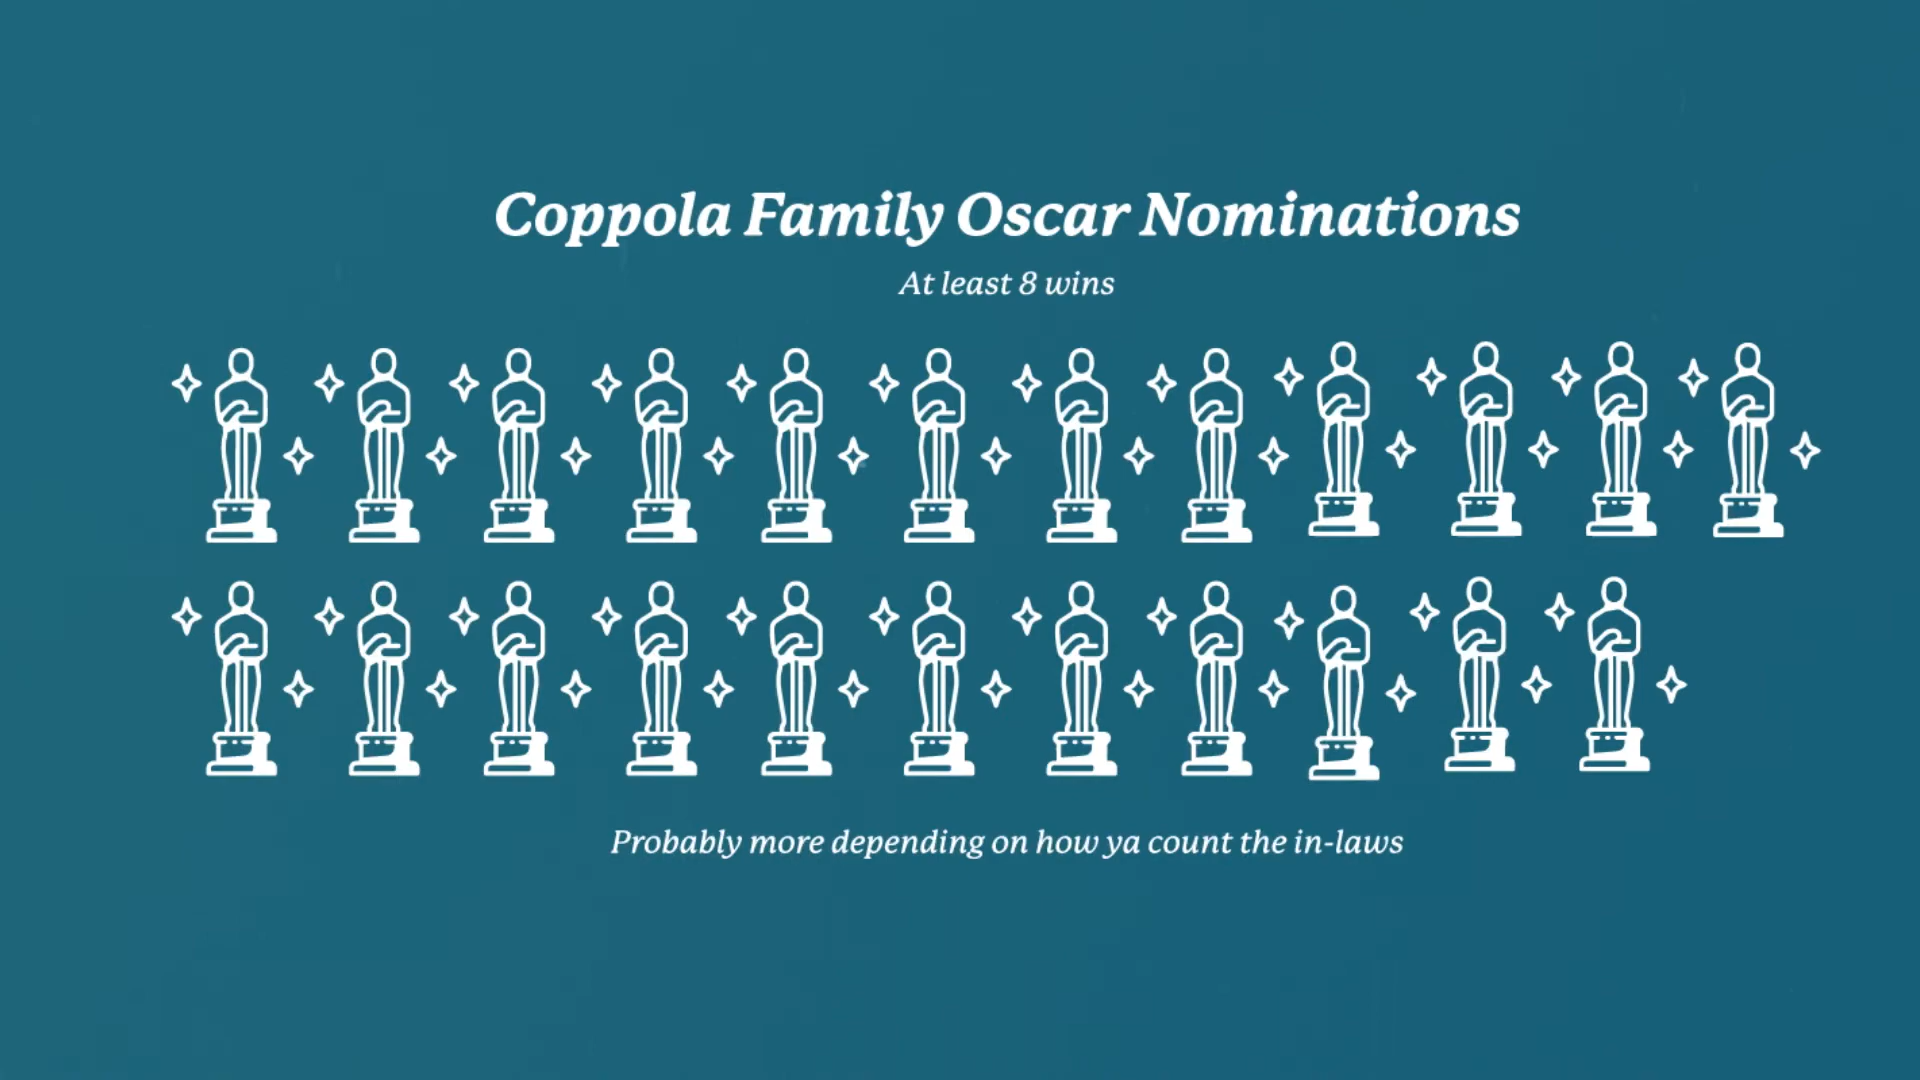 Coppola Family Oscar Nominations
At least 8 wins
Probably more depending on how ya count the in-laws